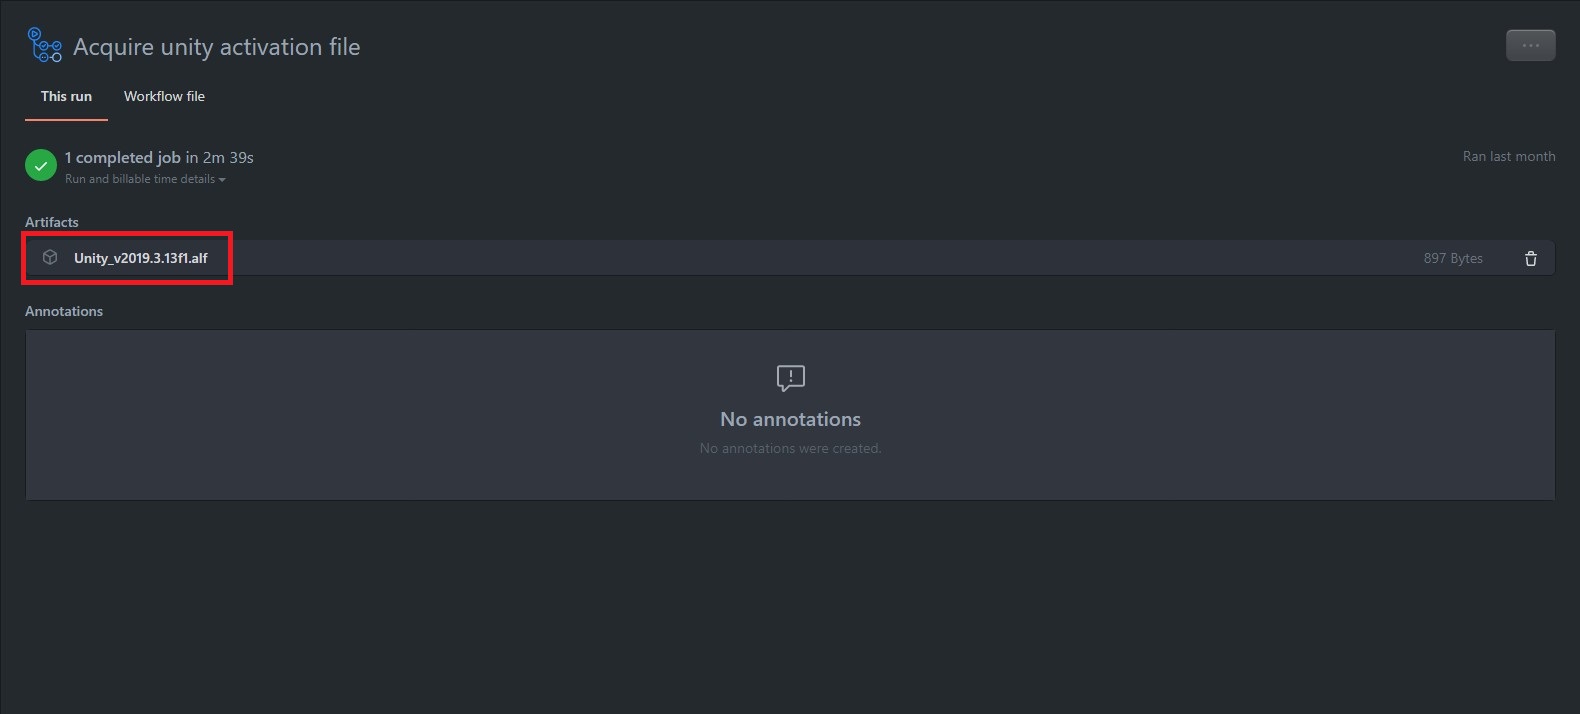 Acquire unity activation file
...
This run
Workflow file
1 completed job in 2m 39s
Ran last month
Run and billable time details
Artifacts
Unity_v2019.3.13f1.alf
897 Bytes
Annotations
No annotations
No annotations were created.